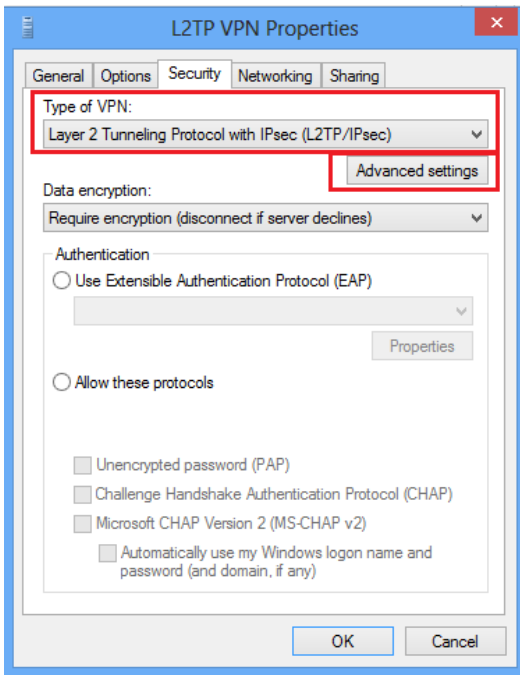 L2TP VPN Properties
General Options Security Networking Sharing
Type of VPN:
Layer 2 Tunneling Protocol with IPsec (L2TP/IPsec)
Advanced settings
Data encryption:
Require encryption (disconnect if server declines)
Authentication
Use Extensible Authentication Protocol (EAP)
Properties
Allow these protocols
Unencrypted password (PAP)
Challenge Handshake Authentication Protocol (CHAP)
Microsoft CHAP Version 2 (MS-CHAP v2)
Automatically use my Windows logon name and
password (and domain, if any)
OK Cancel